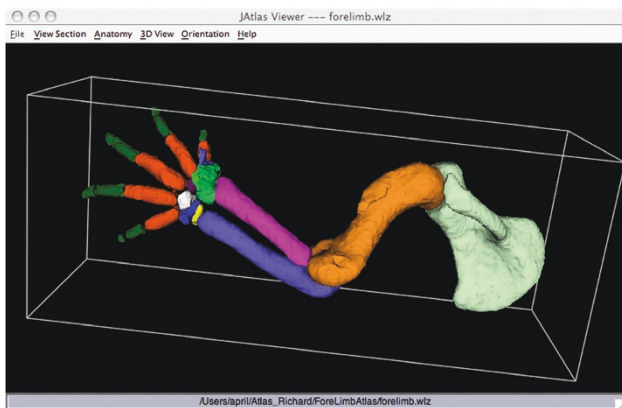 JAtlas Viewer --- forelimb.wlz
File View Section Anatomy 3D View Orientation Help
/Users/april/Atlas_Richard/ForeLimbAtlas/forelimb.wlz